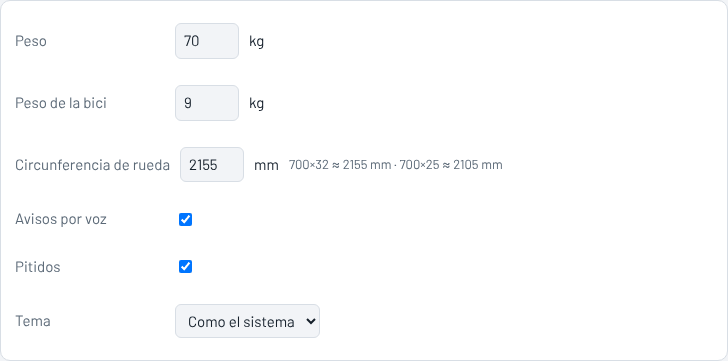 Peso 70 kg
Peso de la bici 9 kg
Circunferencia de rueda 2155 mm 700×32 ≈ 2155 mm · 700×25 ≈ 2105 mm
Avisos por voz
Pitidos
Tema Como el sistema